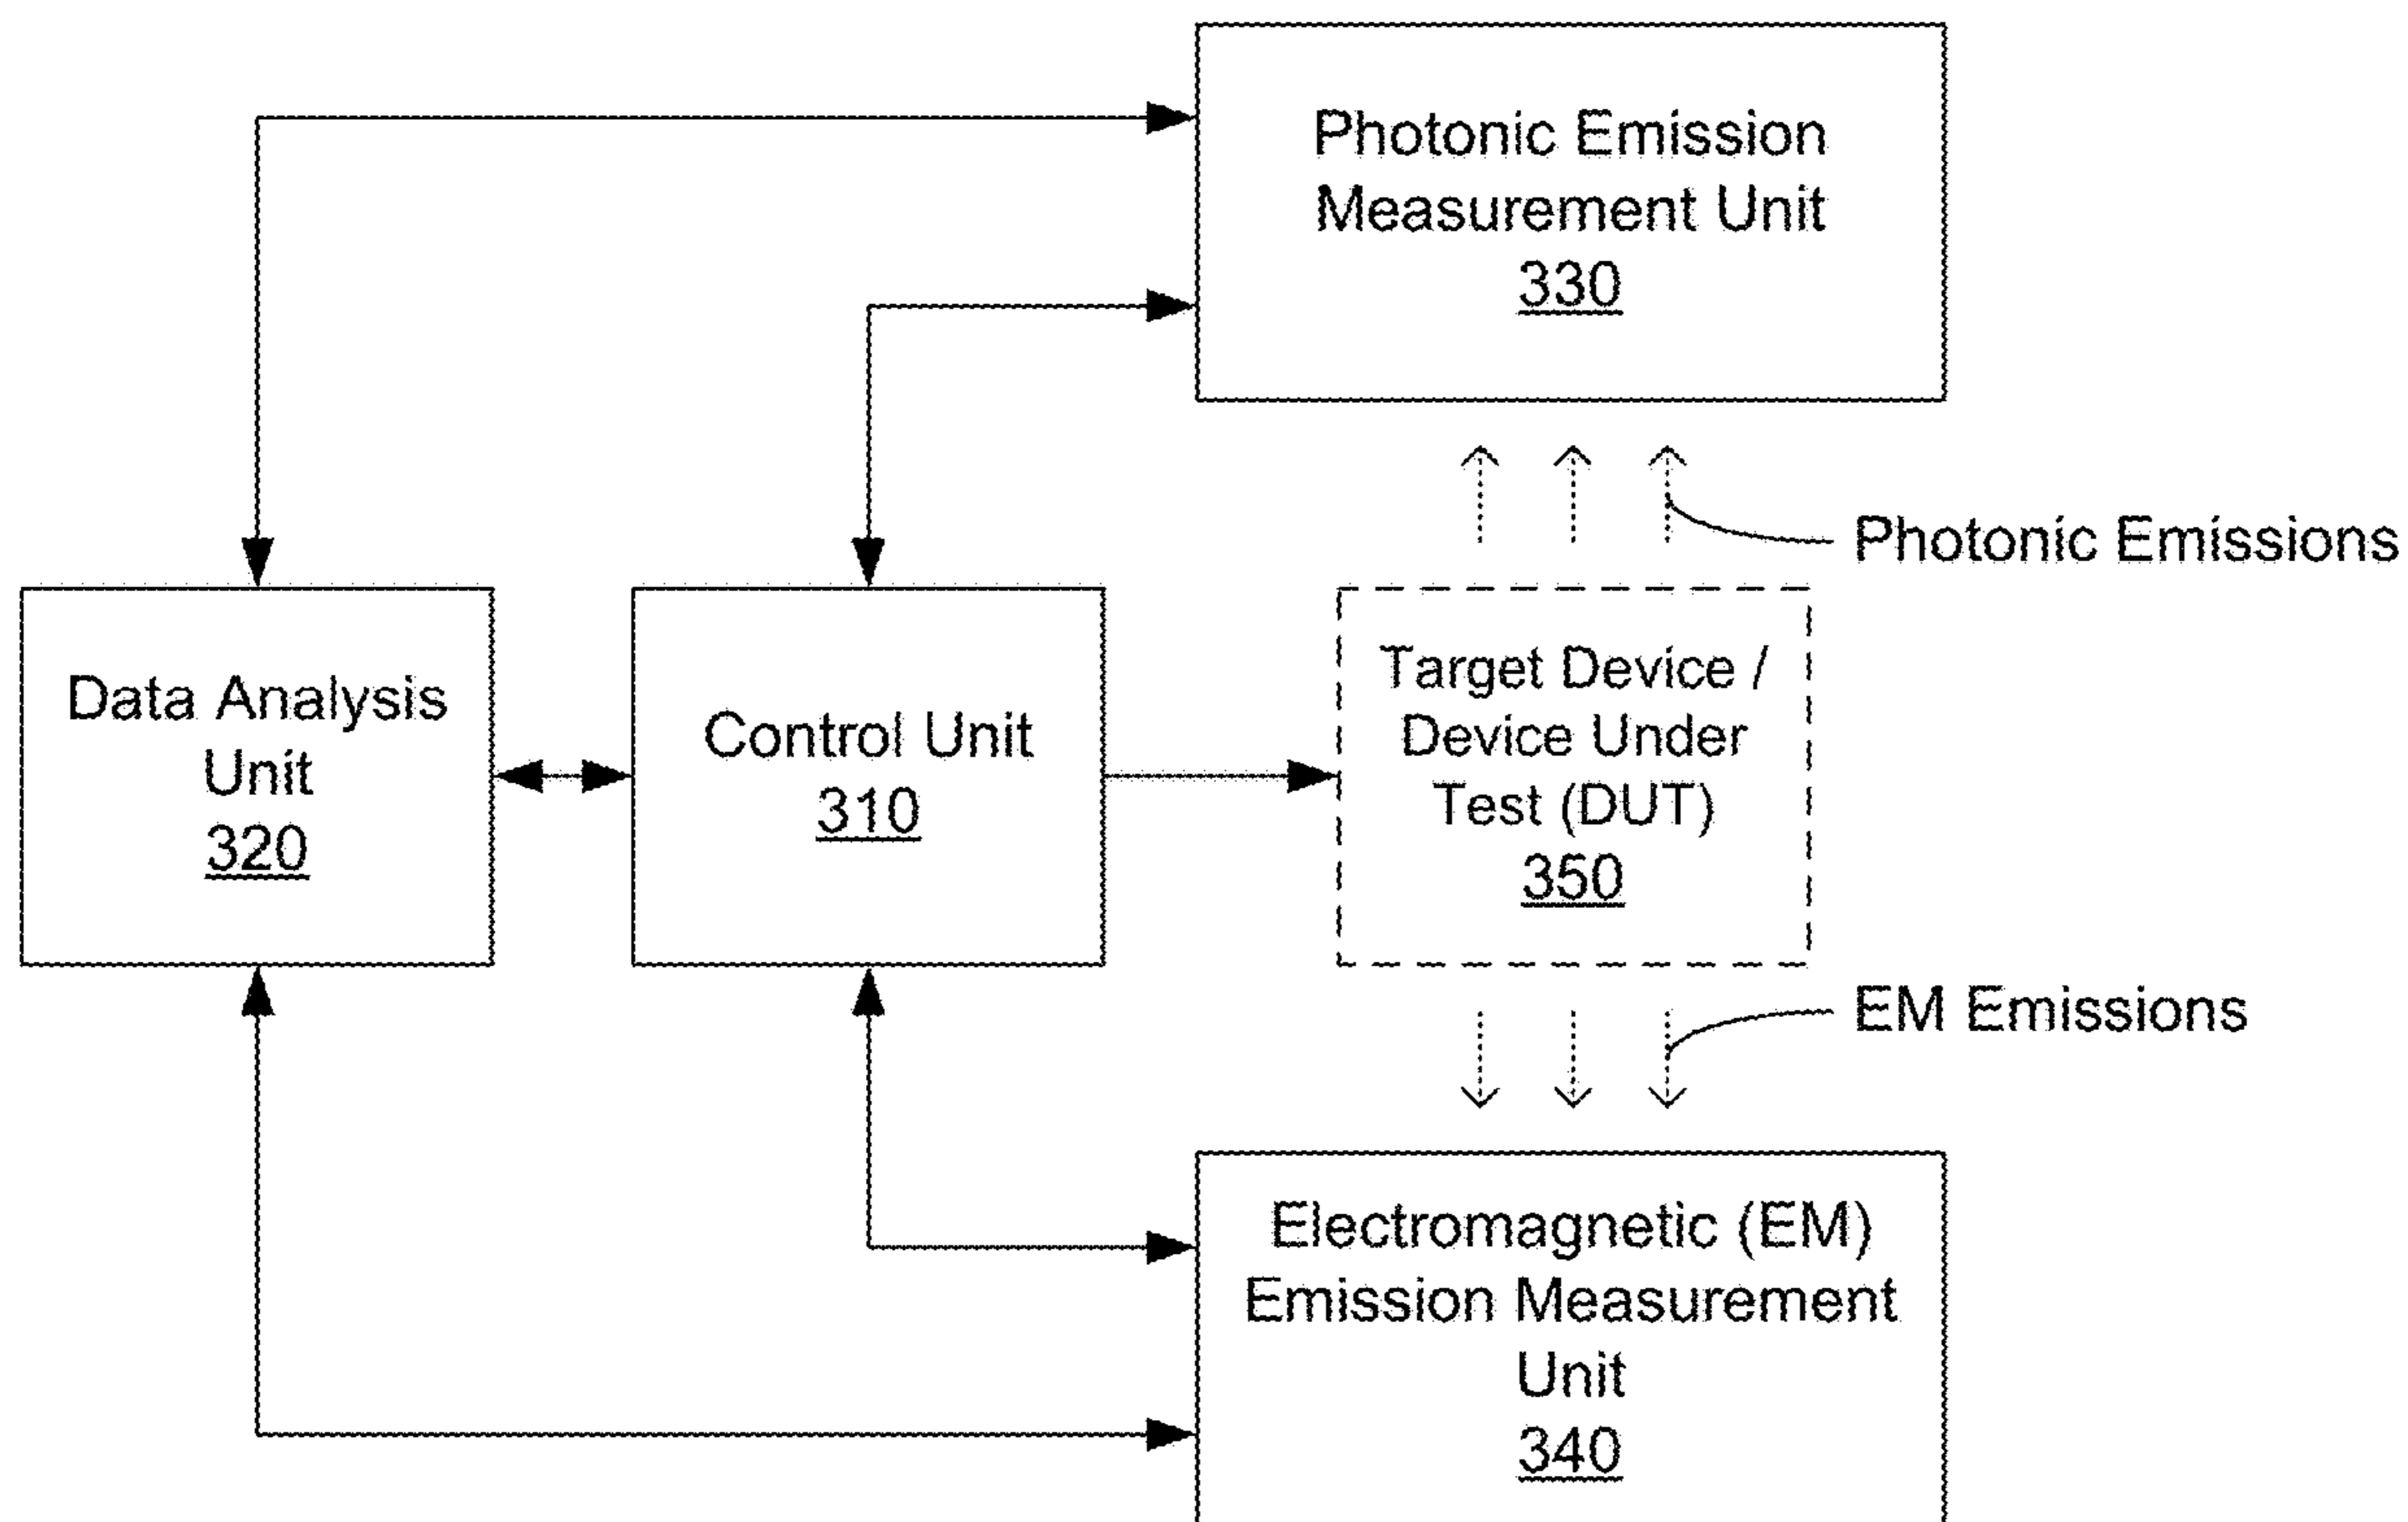 Photonic Emission
Measurement Unit
330
Photonic Emissions
Data Analysis
Unit
320
Control Unit
310
Target Device /
Device Under
Test (DUT)
350
EM Emissions
Electromagnetic (EM)
Emission Measurement
Unit
340